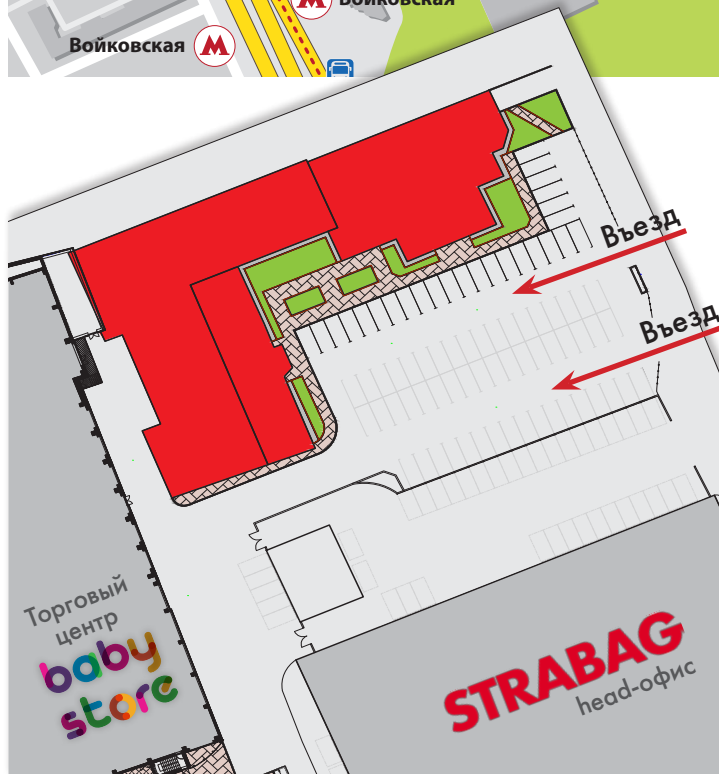 Войковская
Войковская
Въезд
Въезд
Торговый
центр
baby
store
STRABAG
head-офис